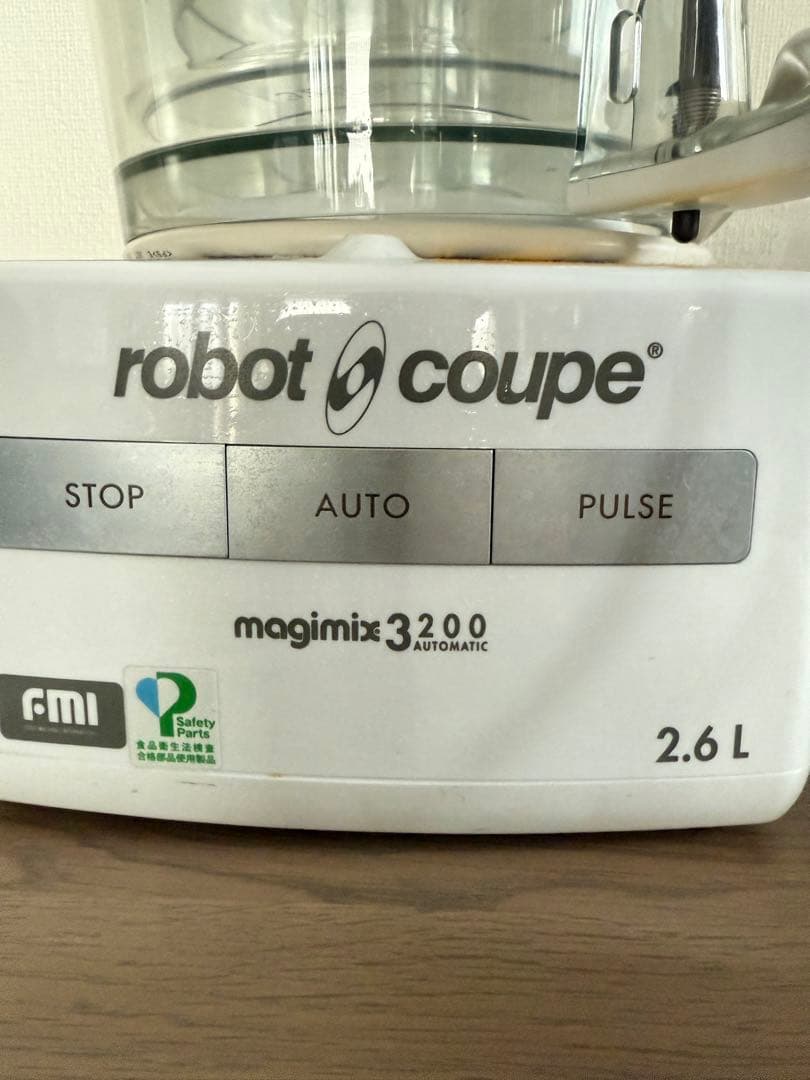 robot coupe®
STOP AUTO PULSE
magimix 3200
AUTOMATIC
FMI
Safety
Parts
食品衛生法検査
合格部品使用製品
2.6 L